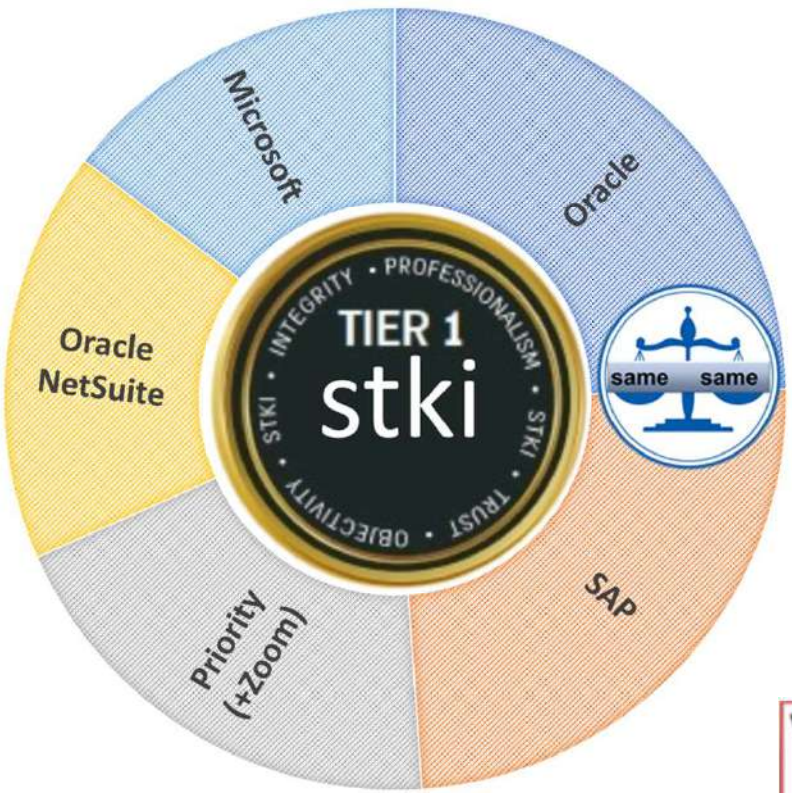 Microsoft
Oracle
Oracle
NetSuite
Priority
(+Zoom)
SAP
same same
TIER 1
stki
STKI • INTEGRITY • PROFESSIONALISM • STKI • TRUST • OBJECTIVITY •